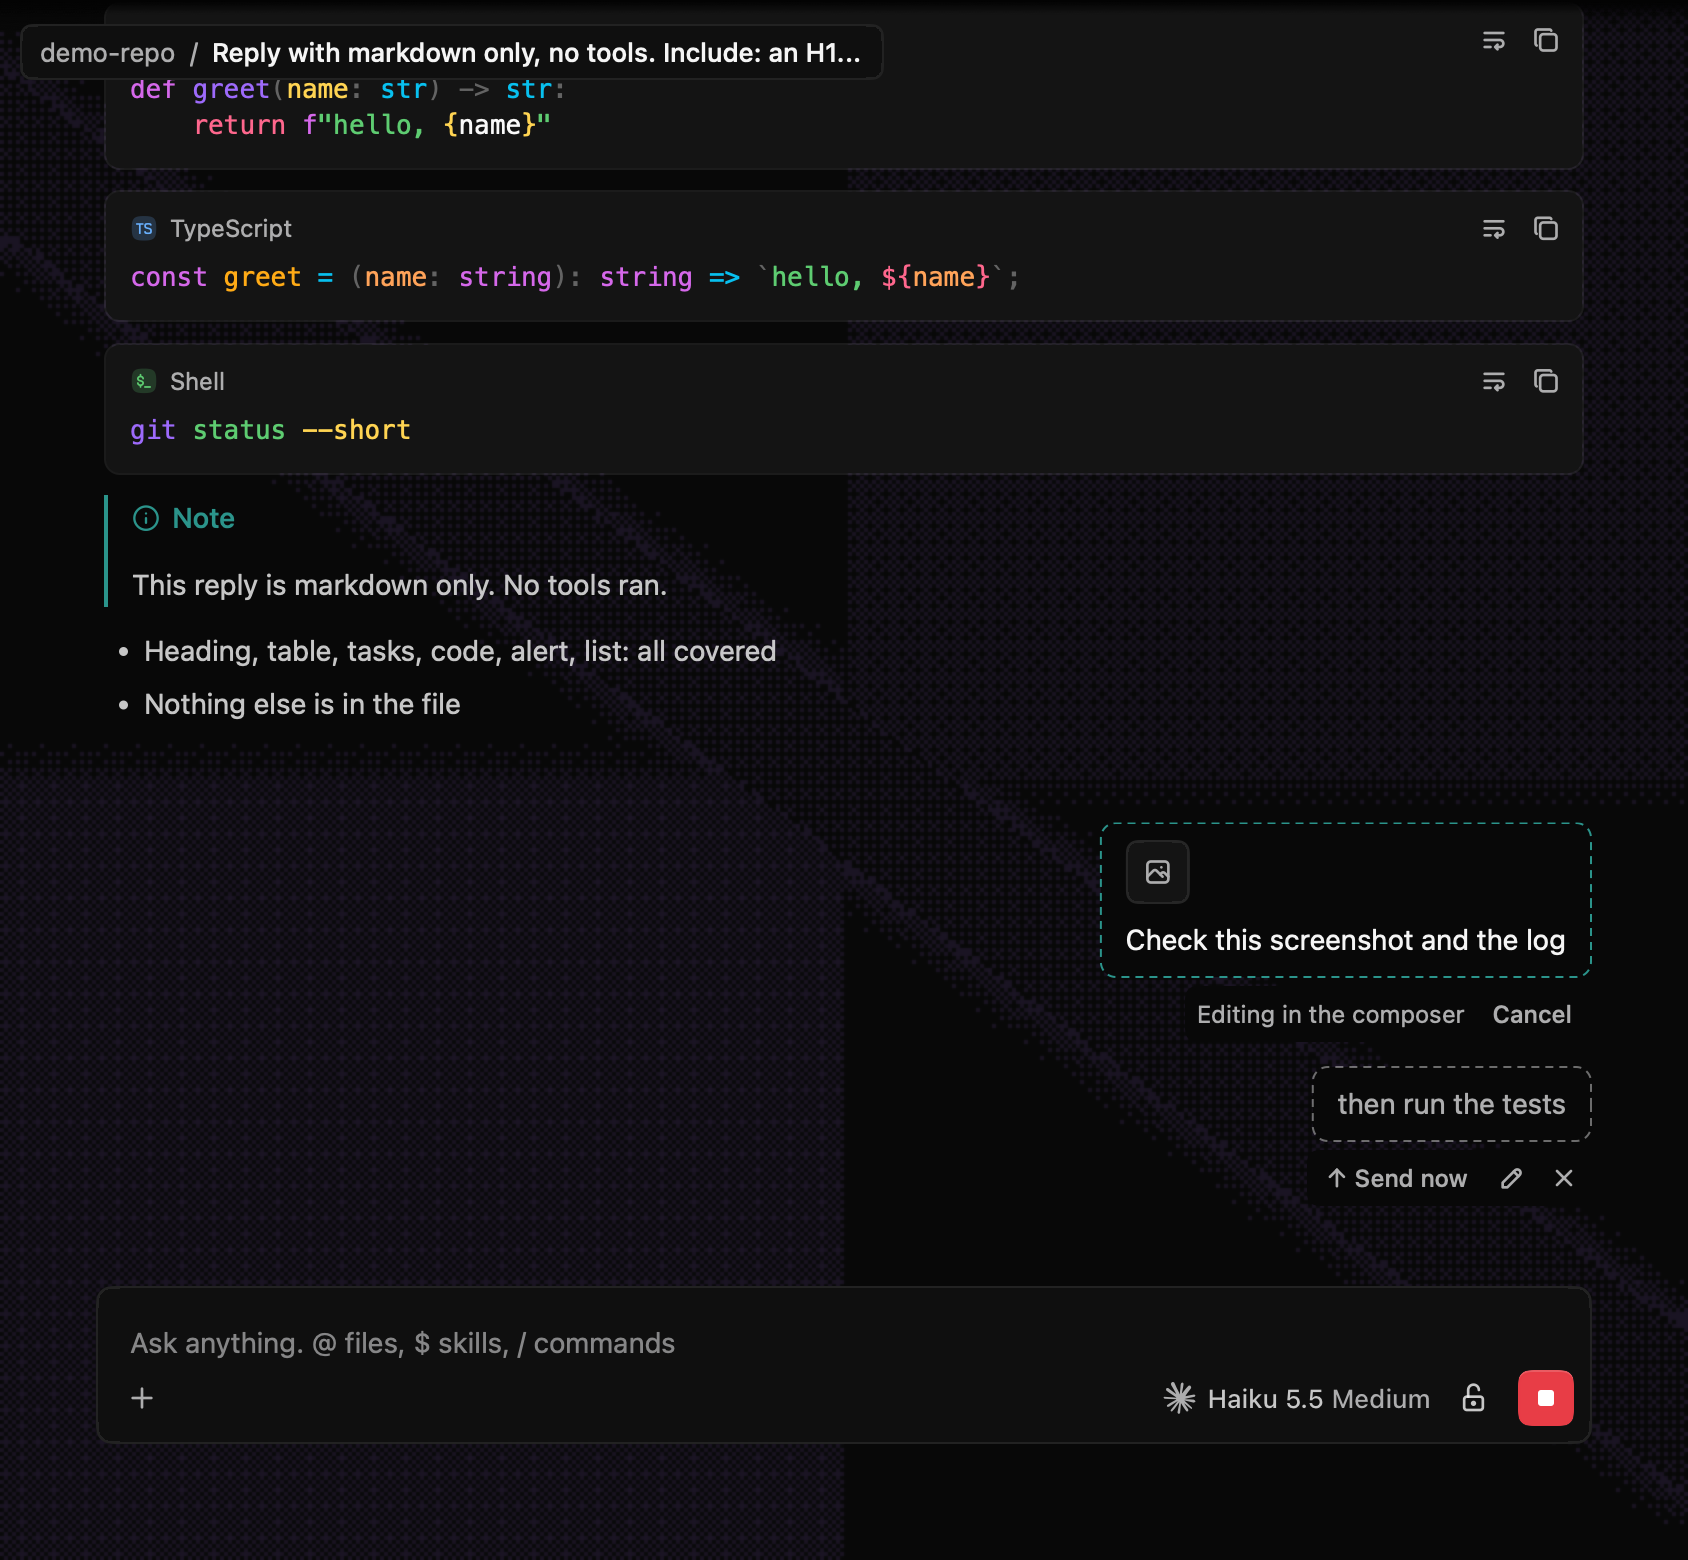 demo-repo / Reply with markdown only, no tools. Include: an H1...
def greet(name: str) -> str:
    return f"hello, {name}"
TS TypeScript
const greet = (name: string): string => `hello, ${name}`;
$_ Shell
git status --short
Note
This reply is markdown only. No tools ran.
• Heading, table, tasks, code, alert, list: all covered
• Nothing else is in the file
Check this screenshot and the log
Editing in the composer Cancel
then run the tests
↑ Send now
Ask anything. @ files, $ skills, / commands
Haiku 5.5 Medium